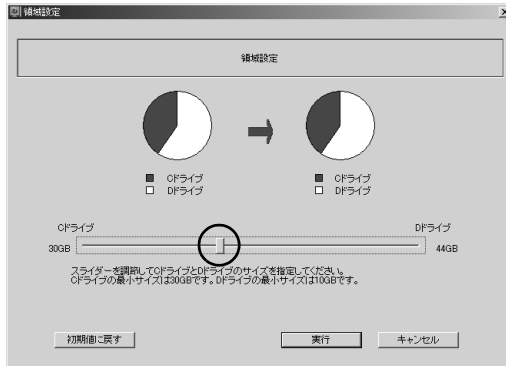 領域設定
領域設定
Cドライブ
Dドライブ
Cドライブ
Dドライブ
Cドライブ
Dドライブ
30GB
44GB
スライダーを調節してCドライブとDドライブのサイズを指定してください。
Cドライブの最小サイズは30GBです。Dドライブの最小サイズは10GBです。
初期値に戻す
実行
キャンセル